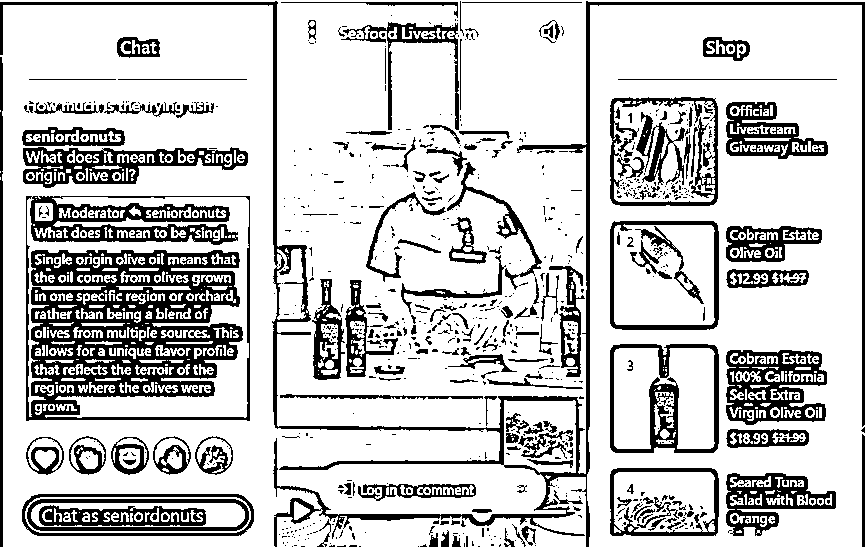 Chat
How much is the frying fish
seniordonuts
What does it mean to be "single
origin" olive oil?
Moderator seniordonuts
What does it mean to be "singl...
Single origin olive oil means that
the oil comes from olives grown
in one specific region or orchard,
rather than being a blend of
olives from multiple sources. This
allows for a unique flavor profile
that reflects the terroir of the
region where the olives were
grown.
Chat as seniordonuts
Seafood Livestream
Log in to comment
Shop
1
Official
Livestream
Giveaway Rules
2
Cobram Estate
Olive Oil
$12.99 $14.97
3
Cobram Estate
100% California
Select Extra
Virgin Olive Oil
$18.99 $21.99
4
Seared Tuna
Salad with Blood
Orange